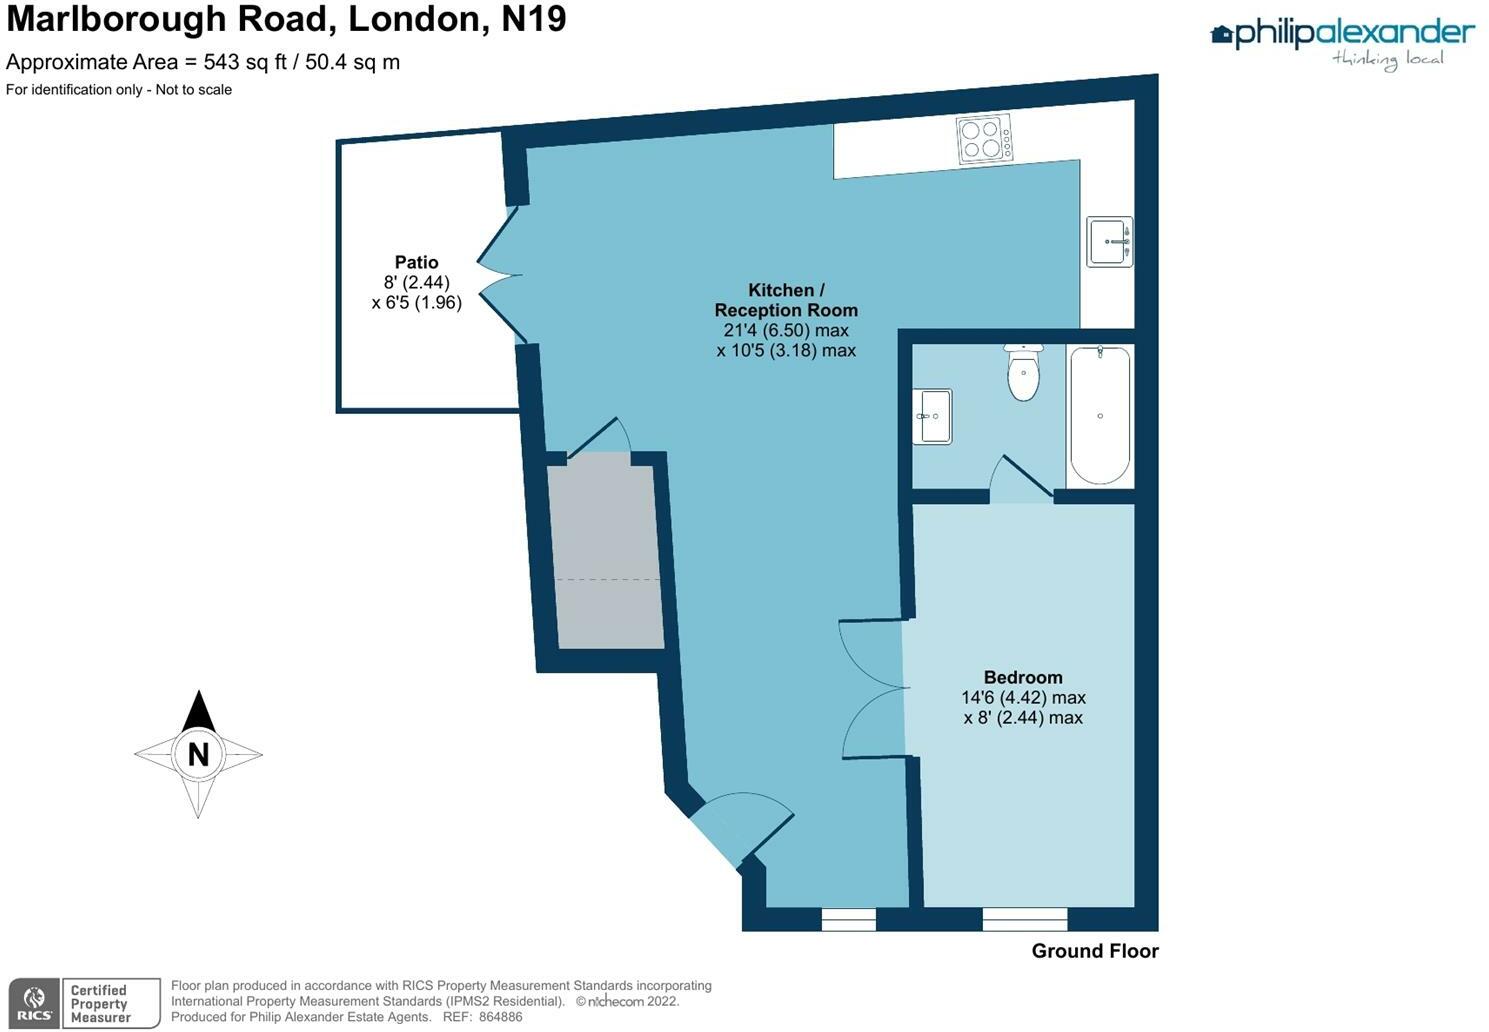 Marlborough Road, London, N19
Approximate Area = 543 sq ft / 50.4 sq m
For identification only - Not to scale
philipalexander
thinking local
Patio
8' (2.44)
x 6'5 (1.96)
Kitchen /
Reception Room
21'4 (6.50) max
x 10'5 (3.18) max
Bedroom
14'6 (4.42) max
x 8' (2.44) max
N
Ground Floor
RICS
Certified
Property
Measurer
Floor plan produced in accordance with RICS Property Measurement Standards incorporating
International Property Measurement Standards (IPMS2 Residential). © nichecom 2022.
Produced for Philip Alexander Estate Agents. REF: 864886